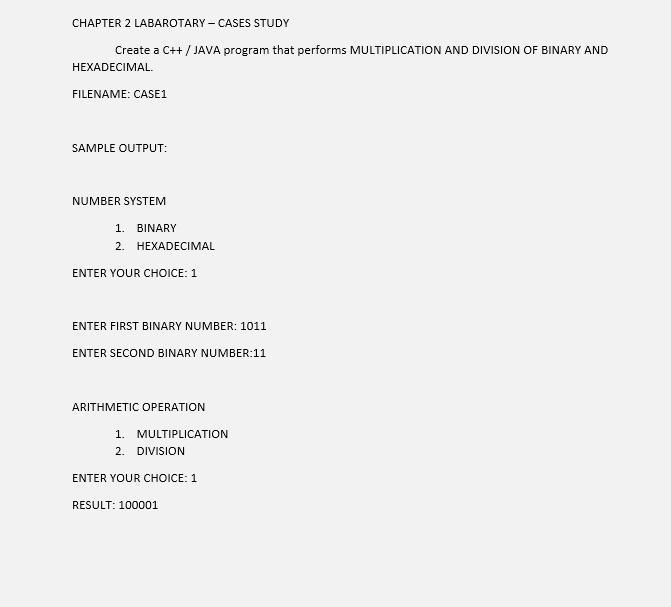 CHAPTER 2 LABAROTARY – CASES STUDY
Create a C++ / JAVA program that performs MULTIPLICATION AND DIVISION OF BINARY AND
HEXADECIMAL.
FILENAME: CASE1
SAMPLE OUTPUT:
NUMBER SYSTEM
1. BINARY
2. HEXADECIMAL
ENTER YOUR CHOICE: 1
ENTER FIRST BINARY NUMBER: 1011
ENTER SECOND BINARY NUMBER:11
ARITHMETIC OPERATION
1. MULTIPLICATION
2. DIVISION
ENTER YOUR CHOICE: 1
RESULT: 100001